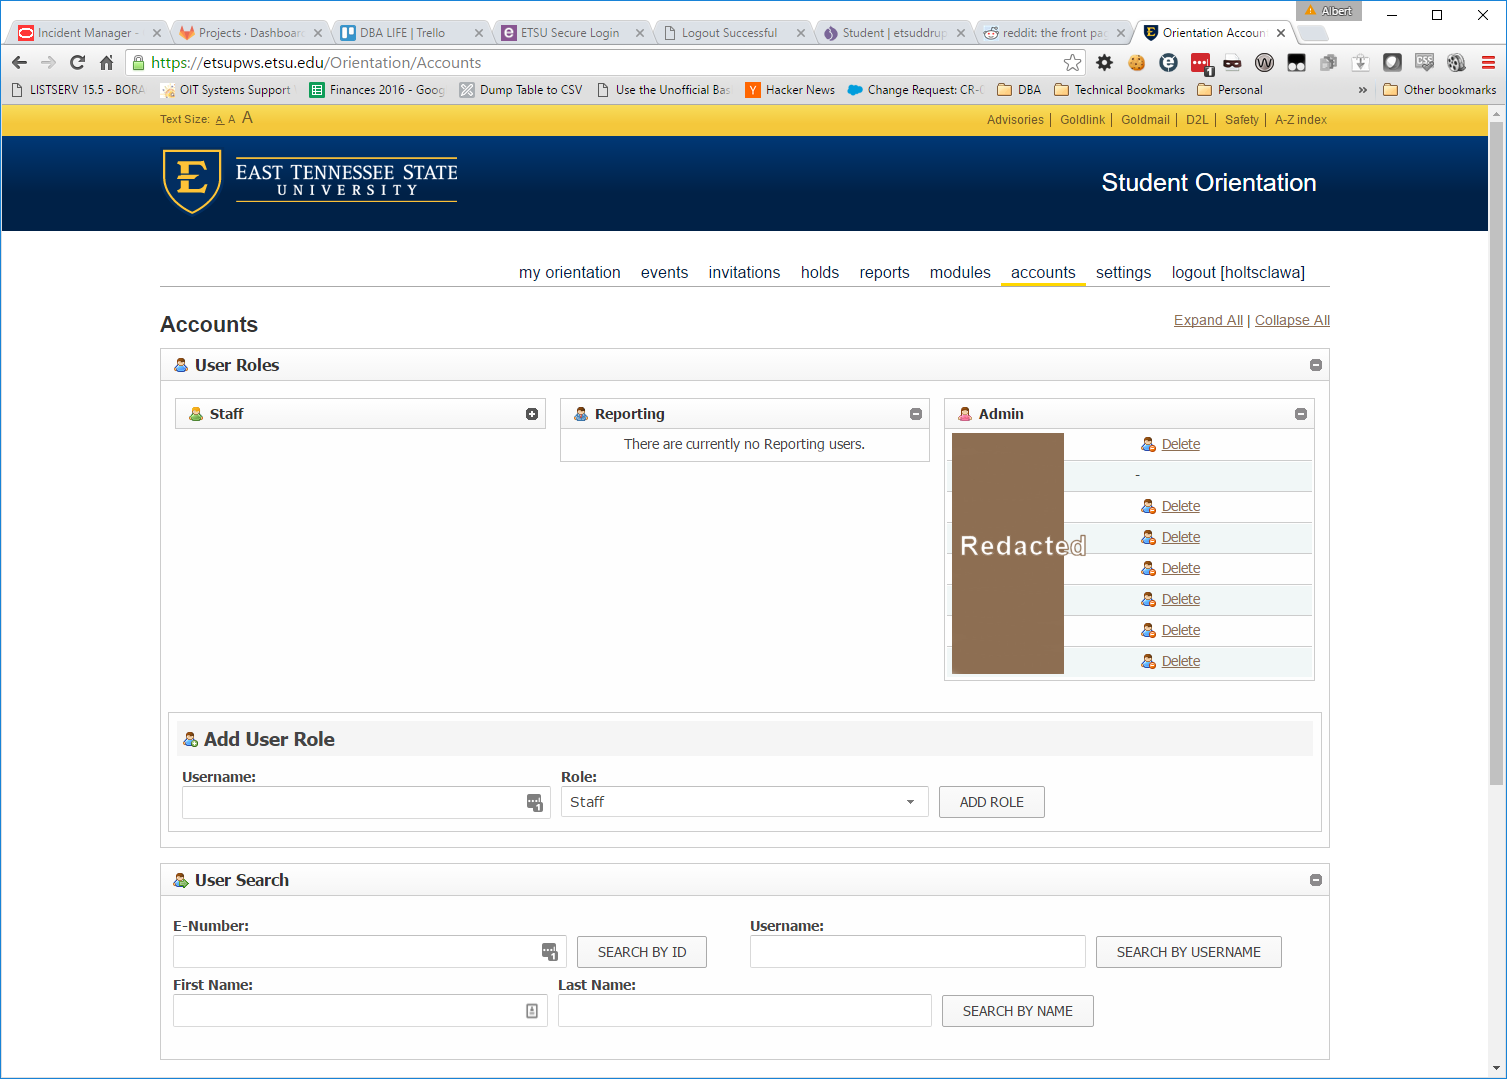 Albert
Incident Manager -
Projects · Dashboard
DBA LIFE | Trello
ETSU Secure Login
Logout Successful
Student | etsuddrup
reddit: the front pa
Orientation Accoun
https://etsupws.etsu.edu/Orientation/Accounts
LISTSERV 15.5 - BORA
OIT Systems Support
Finances 2016 - Goog
Dump Table to CSV
Use the Unofficial Bas
Hacker News
Change Request: CR-0
DBA
Technical Bookmarks
Personal
»
Other bookmarks
Text Size: A A A
Advisories | Goldlink | Goldmail | D2L | Safety | A-Z index
E
EAST TENNESSEE STATE
UNIVERSITY
Student Orientation
my orientation events invitations holds reports modules accounts settings logout [holtsclawa]
Accounts
Expand All | Collapse All
User Roles
Staff
Reporting
There are currently no Reporting users.
Admin
Delete
-
Delete
Delete
Redacted
Delete
Delete
Delete
Delete
Add User Role
Username:
Role:
Staff
ADD ROLE
User Search
E-Number:
SEARCH BY ID
Username:
SEARCH BY USERNAME
First Name:
Last Name:
SEARCH BY NAME